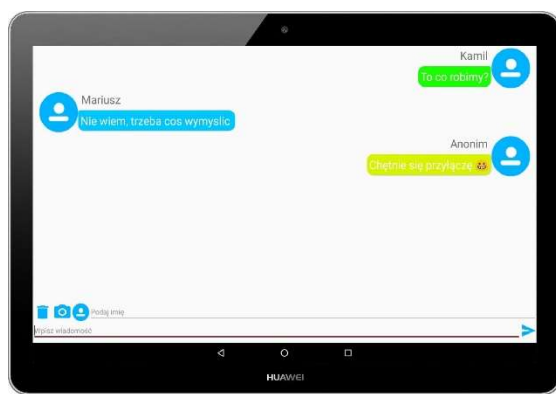 Kamil
To co robimy?
Mariusz
Nie wiem, trzeba cos wymyslic
Anonim
Chętnie się przyłączę 😂
Podaj imię
Wpisz wiadomość
HUAWEI